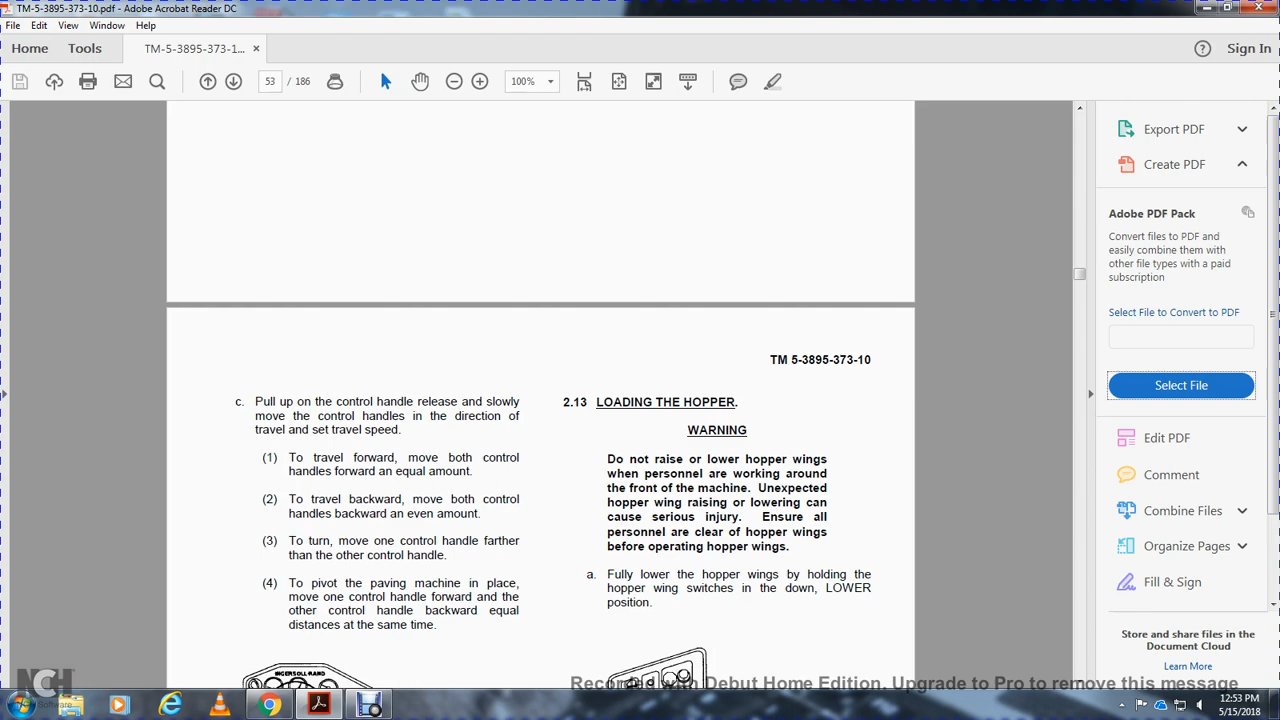 TM-5-3895-373-10.pdf - Adobe Acrobat Reader DC
File Edit View Window Help
Home Tools TM-5-3895-373-1... × Sign In
53 / 186 100%
TM 5-3895-373-10
c. Pull up on the control handle release and slowly
move the control handles in the direction of
travel and set travel speed.
(1) To travel forward, move both control
handles forward an equal amount.
(2) To travel backward, move both control
handles backward an even amount.
(3) To turn, move one control handle farther
than the other control handle.
(4) To pivot the paving machine in place,
move one control handle forward and the
other control handle backward equal
distances at the same time.
INGERSOLL-RAND
2.13 LOADING THE HOPPER.
WARNING
Do not raise or lower hopper wings
when personnel are working around
the front of the machine. Unexpected
hopper wing raising or lowering can
cause serious injury. Ensure all
personnel are clear of hopper wings
before operating hopper wings.
a. Fully lower the hopper wings by holding the
hopper wing switches in the down, LOWER
position.
Export PDF
Create PDF
Adobe PDF Pack
Convert files to PDF and
easily combine them with
other file types with a paid
subscription
Select File to Convert to PDF
Select File
Edit PDF
Comment
Combine Files
Organize Pages
Fill & Sign
Store and share files in the
Document Cloud
Learn More
NCH
Software
Recorded with Debut Home Edition. Upgrade to Pro to remove this message
12:53 PM
5/15/2018